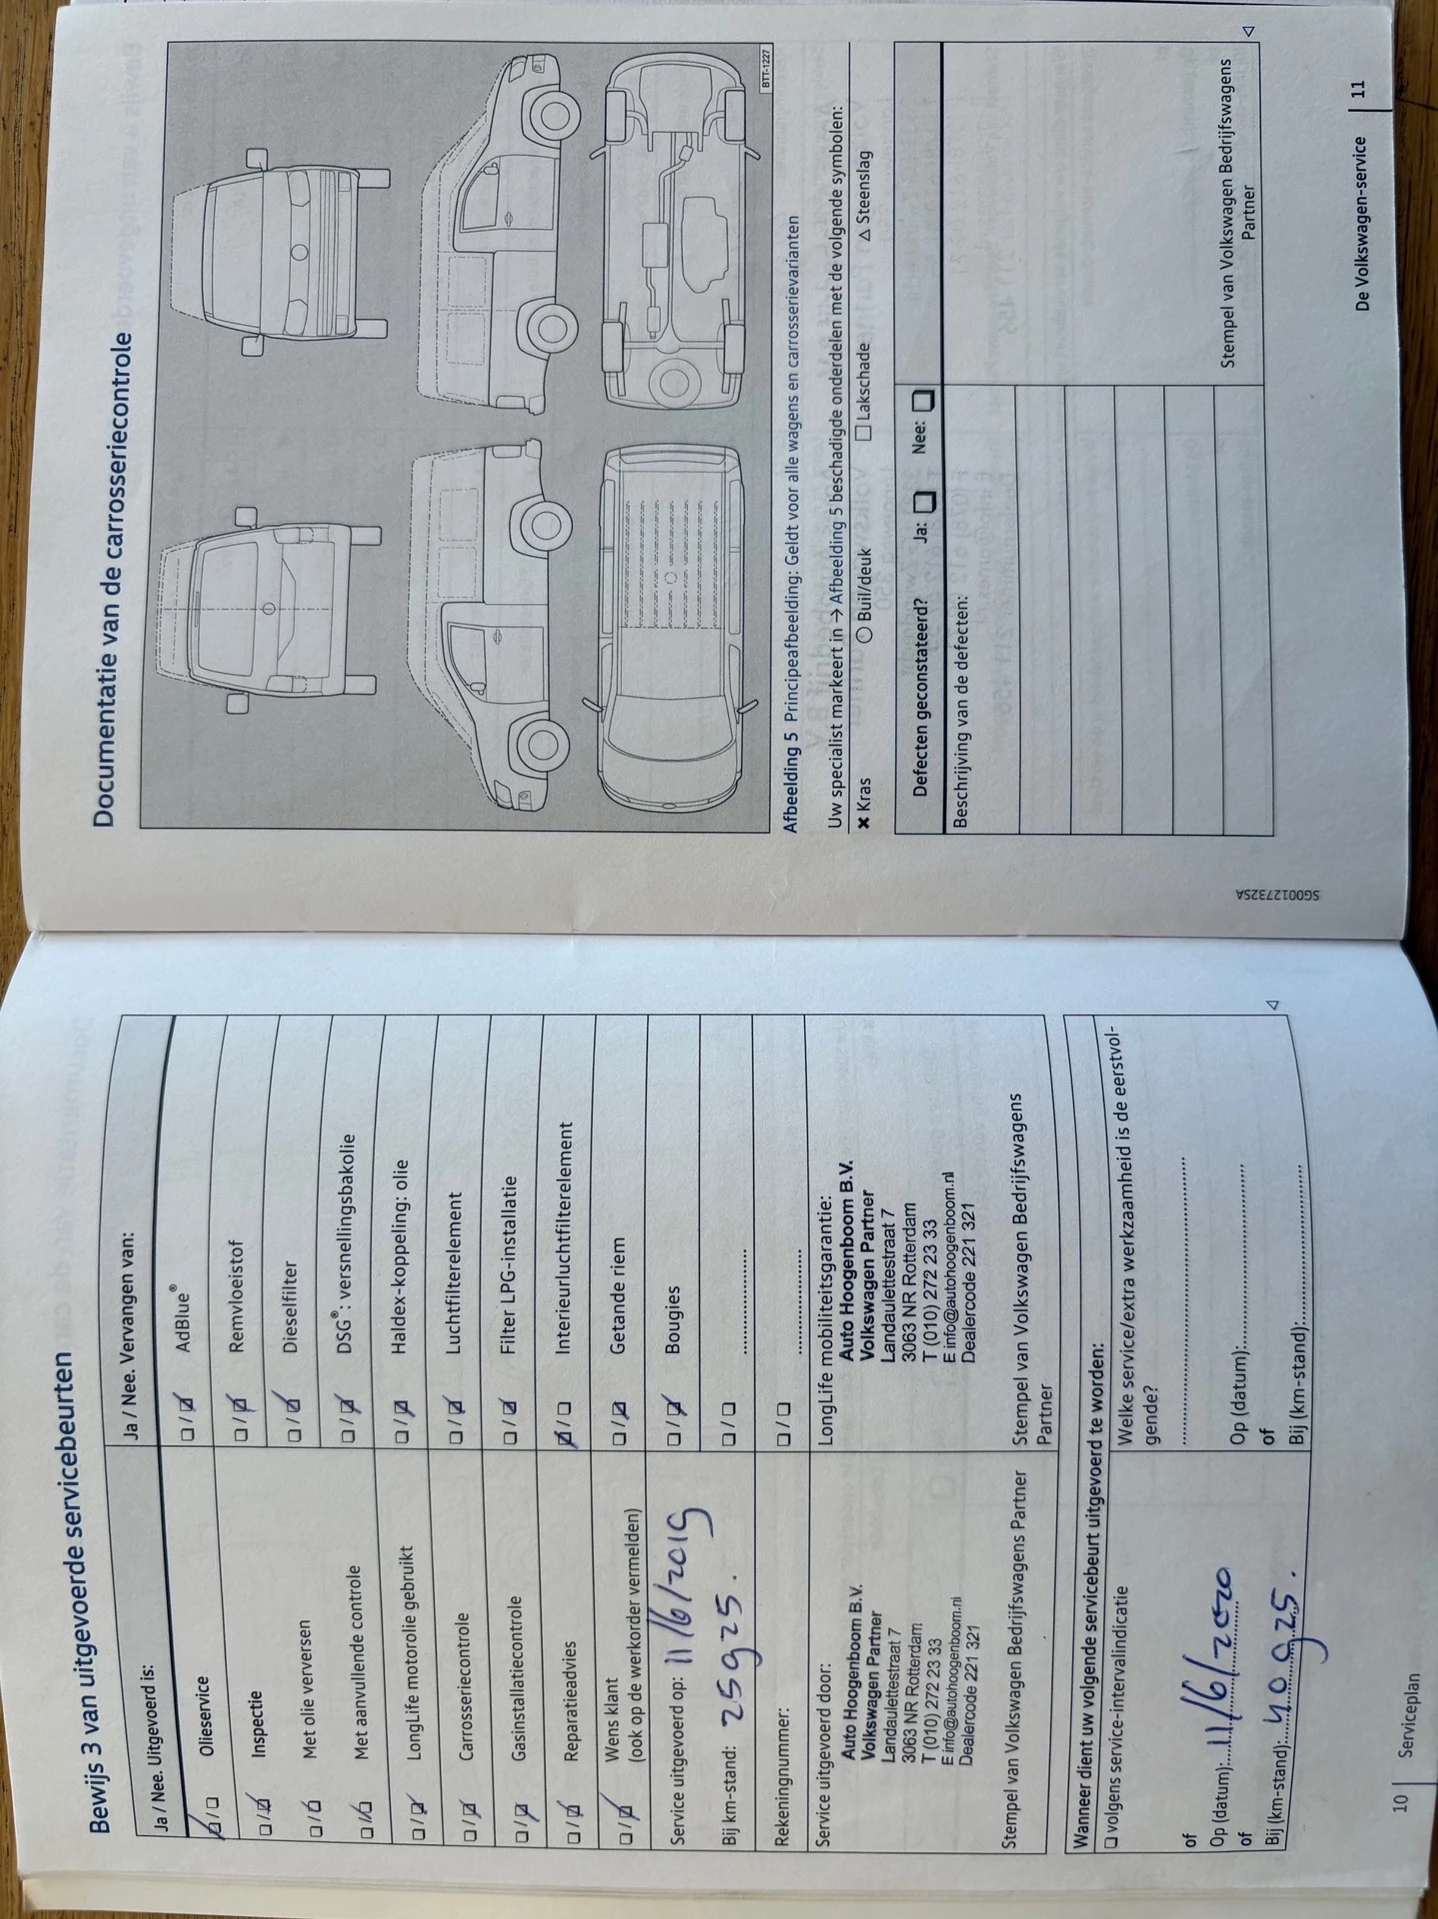 Bewijs 3 van uitgevoerde servicebeurten
Ja / Nee. Uitgevoerd is:
Ja / Nee. Vervangen van:
☒ / ☐ Olieservice
☐ / ☒ AdBlue®
☐ / ☒ Inspectie
☐ / ☒ Remvloeistof
☐ / ☒ Met olie verversen
☐ / ☒ Dieselfilter
☐ / ☒ Met aanvullende controle
☐ / ☒ DSG®: versnellingsbakolie
☐ / ☒ LongLife motorolie gebruikt
☐ / ☒ Haldex-koppeling: olie
☐ / ☒ Carrosseriecontrole
☐ / ☒ Luchtfilterelement
☐ / ☒ Gasinstallatiecontrole
☐ / ☒ Filter LPG-installatie
☐ / ☒ Reparatieadvies
☒ / ☐ Interieurluchtfilterelement
☐ / ☒ Wens klant
(ook op de werkorder vermelden)
☐ / ☒ Getande riem
Service uitgevoerd op: 11/6/2019
☐ / ☒ Bougies
Bij km-stand: 25925.
☐ / ☐ ....................
Rekeningnummer:
☐ / ☐ ....................
Service uitgevoerd door:
Auto Hoogenboom B.V.
Volkswagen Partner
Landaulettestraat 7
3063 NR Rotterdam
T (010) 272 23 33
E info@autohoogenboom.nl
Dealercode 221 321
Stempel van Volkswagen Bedrijfswagens Partner
LongLife mobiliteitsgarantie:
Auto Hoogenboom B.V.
Volkswagen Partner
Landaulettestraat 7
3063 NR Rotterdam
T (010) 272 23 33
E info@autohoogenboom.nl
Dealercode 221 321
Stempel van Volkswagen Bedrijfswagens
Partner
Wanneer dient uw volgende servicebeurt uitgevoerd te worden:
☐ volgens service-intervalindicatie
of
Op (datum): 11/6/2020
of
Bij (km-stand): 40925.
Welke service/extra werkzaamheid is de eerstvol-
gende?
....................
Op (datum):....................
of
Bij (km-stand):....................
◁
10 | Serviceplan
Documentatie van de carrosseriecontrole
BTT-1227
Afbeelding 5 Principeafbeelding: Geldt voor alle wagens en carrosserievarianten
Uw specialist markeert in → Afbeelding 5 beschadigde onderdelen met de volgende symbolen:
✖ Kras ○ Buil/deuk □ Lakschade △ Steenslag
Defecten geconstateerd? Ja: ☐ Nee: ☐
Beschrijving van de defecten:
Stempel van Volkswagen Bedrijfswagens
Partner
◁
SG0012732SA
De Volkswagen-service | 11